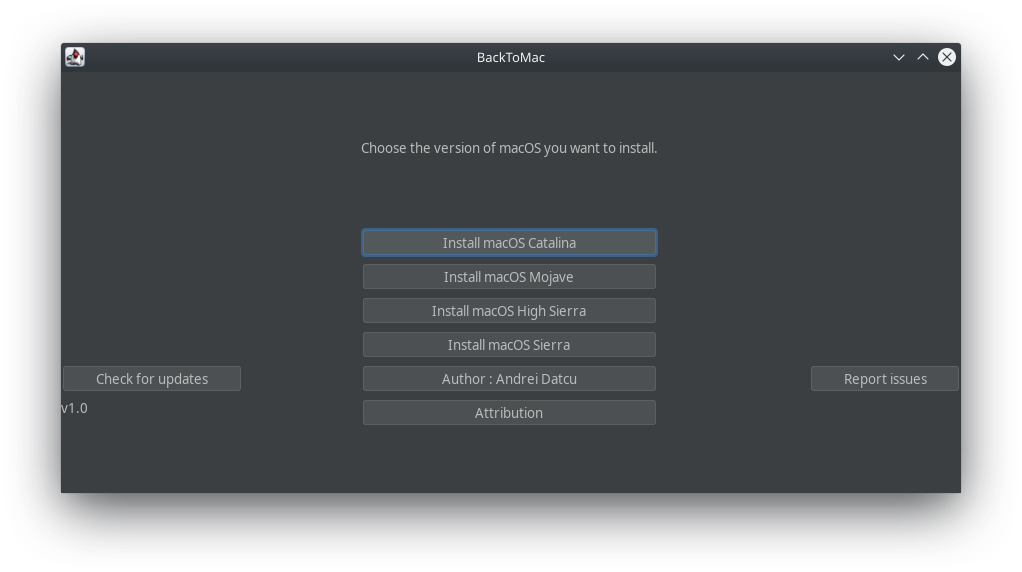 BackToMac
Choose the version of macOS you want to install.
Install macOS Catalina
Install macOS Mojave
Install macOS High Sierra
Install macOS Sierra
Check for updates
Author : Andrei Datcu
Report issues
v1.0
Attribution